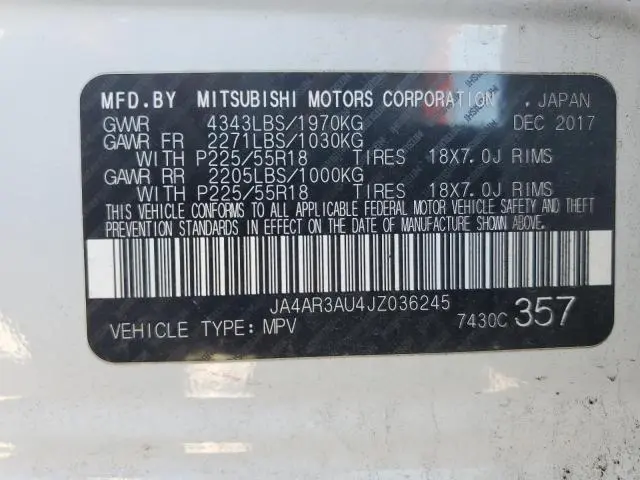 MFD.BY MITSUBISHI MOTORS CORPORATION . JAPAN
GWVR 4343LBS/1970KG DEC 2017
GAWR FR 2271LBS/1030KG
WITH P225/55R18 TIRES 18X7.0J RIMS
GAWR RR 2205LBS/1000KG
WITH P225/55R18 TIRES 18X7.0J RIMS
THIS VEHICLE CONFORMS TO ALL APPLICABLE FEDERAL MOTOR VEHICLE SAFETY AND THEFT
PREVENTION STANDARDS IN EFFECT ON THE DATE OF MANUFACTURE SHOWN ABOVE.
JA4AR3AU4JZ036245
VEHICLE TYPE: MPV 7430C 357